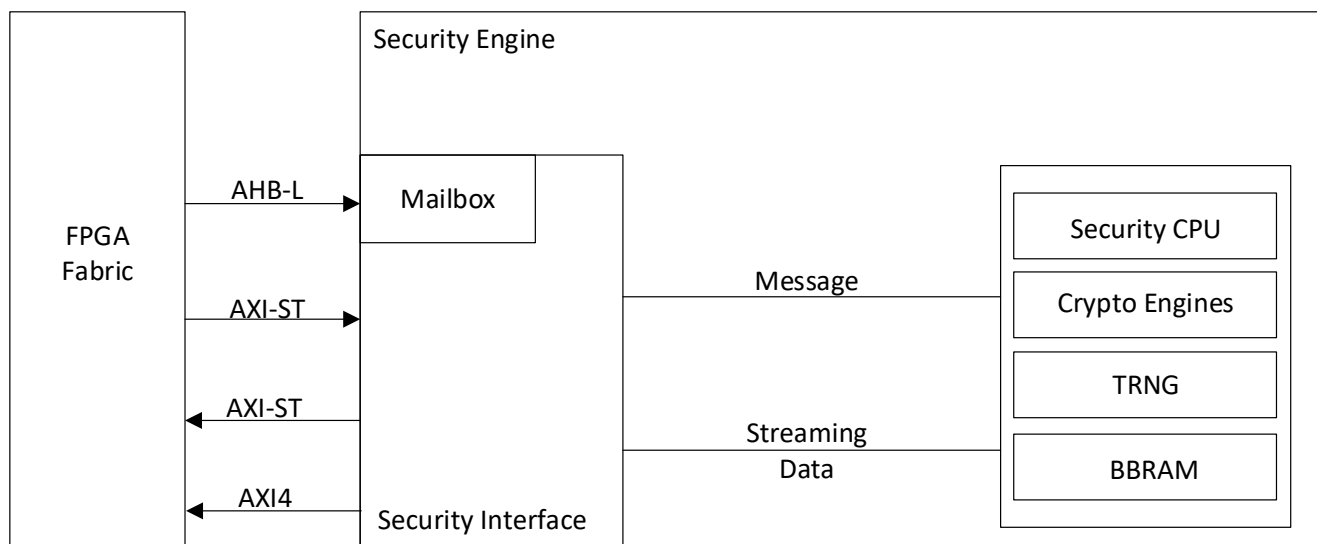 Security Engine
AHB-L
Mailbox
FPGA
Fabric
AXI-ST
AXI-ST
AXI4
Security Interface
Message
Streaming
Data
Security CPU
Crypto Engines
TRNG
BBRAM